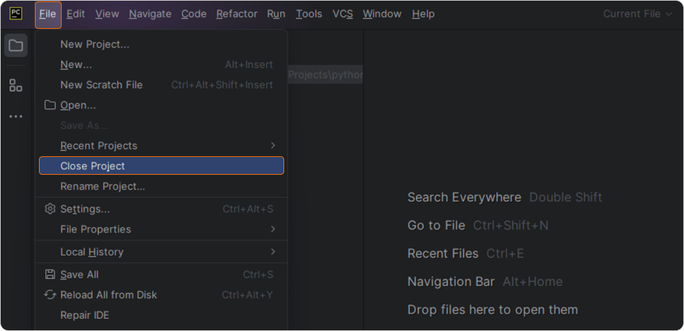 PC File Edit View Navigate Code Refactor Run Tools VCS Window Help Current File
New Project...
New... Alt+Insert
Projects\python
New Scratch File Ctrl+Alt+Shift+Insert
Open...
Save As...
Recent Projects
Close Project
Rename Project...
Settings... Ctrl+Alt+S
File Properties
Local History
Save All Ctrl+S
Reload All from Disk Ctrl+Alt+Y
Repair IDE
Search Everywhere Double Shift
Go to File Ctrl+Shift+N
Recent Files Ctrl+E
Navigation Bar Alt+Home
Drop files here to open them